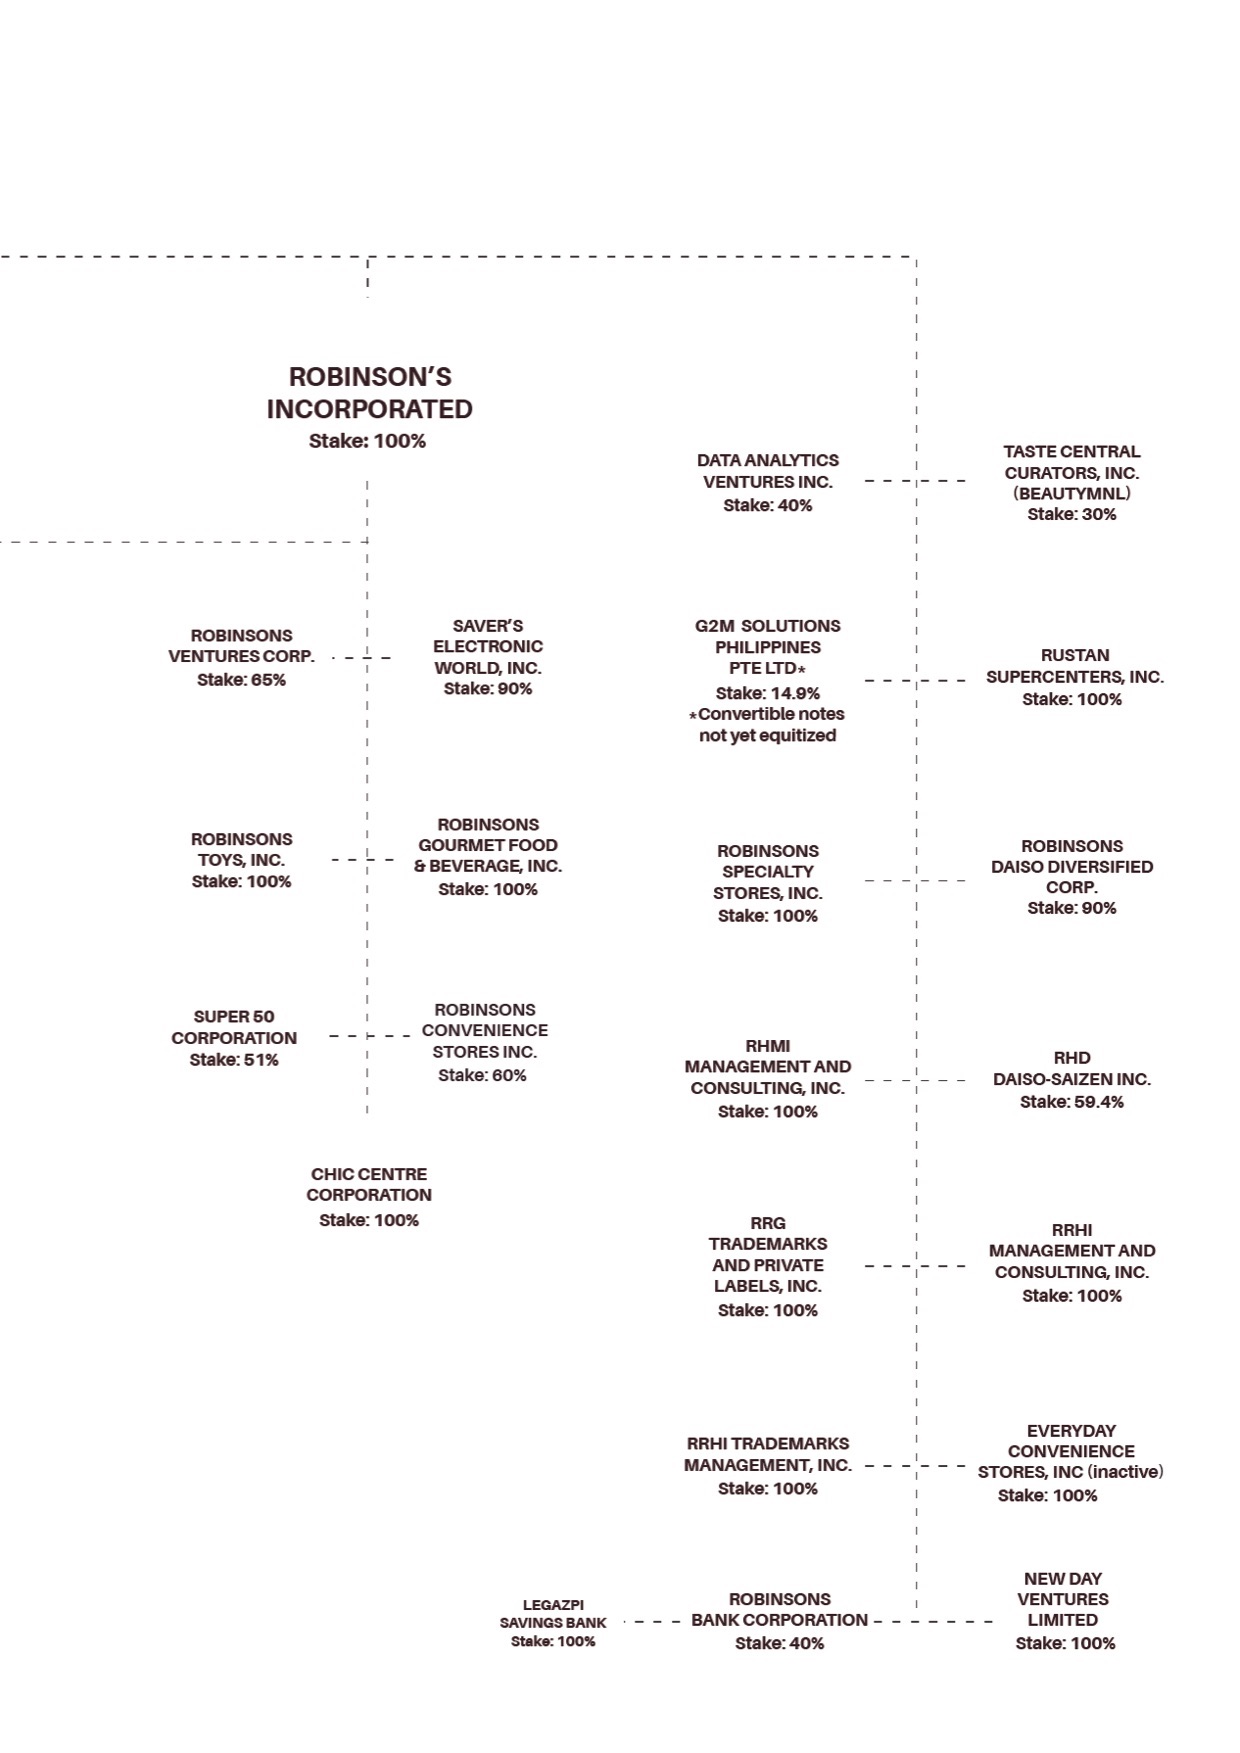 ROBINSON’S
INCORPORATED
Stake: 100%
ROBINSONS
VENTURES CORP.
Stake: 65%
SAVER’S
ELECTRONIC
WORLD, INC.
Stake: 90%
ROBINSONS
TOYS, INC.
Stake: 100%
ROBINSONS
GOURMET FOOD
& BEVERAGE, INC.
Stake: 100%
SUPER 50
CORPORATION
Stake: 51%
ROBINSONS
CONVENIENCE
STORES INC.
Stake: 60%
CHIC CENTRE
CORPORATION
Stake: 100%
DATA ANALYTICS
VENTURES INC.
Stake: 40%
TASTE CENTRAL
CURATORS, INC.
(BEAUTYMNL)
Stake: 30%
G2M SOLUTIONS
PHILIPPINES
PTE LTD*
Stake: 14.9%
*Convertible notes
not yet equitized
RUSTAN
SUPERCENTERS, INC.
Stake: 100%
ROBINSONS
SPECIALTY
STORES, INC.
Stake: 100%
ROBINSONS
DAISO DIVERSIFIED
CORP.
Stake: 90%
RHMI
MANAGEMENT AND
CONSULTING, INC.
Stake: 100%
RHD
DAISO-SAIZEN INC.
Stake: 59.4%
RRG
TRADEMARKS
AND PRIVATE
LABELS, INC.
Stake: 100%
RRHI
MANAGEMENT AND
CONSULTING, INC.
Stake: 100%
RRHI TRADEMARKS
MANAGEMENT, INC.
Stake: 100%
EVERYDAY
CONVENIENCE
STORES, INC (inactive)
Stake: 100%
LEGAZPI
SAVINGS BANK
Stake: 100%
ROBINSONS
BANK CORPORATION
Stake: 40%
NEW DAY
VENTURES
LIMITED
Stake: 100%